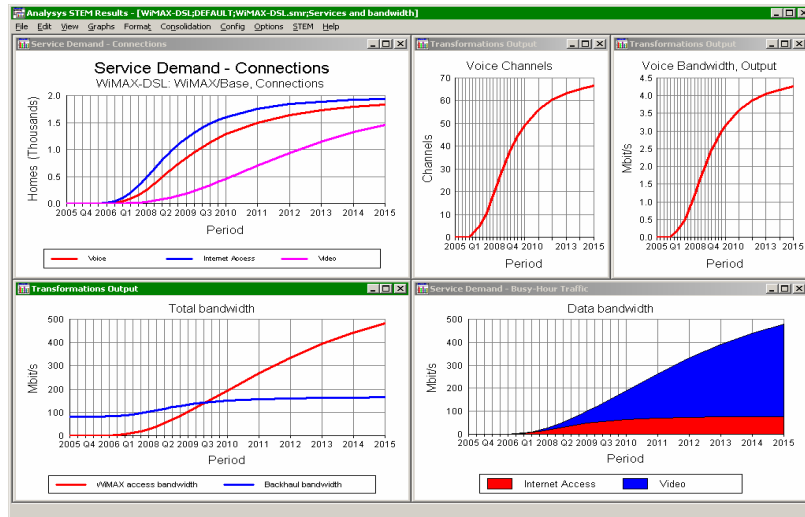 Analysys STEM Results - [WiMAX-DSL;DEFAULT;WiMAX-DSL.smr;Services and bandwidth]
File Edit View Graphs Format Consolidation Config Options STEM Help
Service Demand - Connections
Service Demand - Connections
WiMAX-DSL: WiMAX/Base, Connections
Homes (Thousands)
2.0
1.5
1.0
0.5
0.0
2005 Q4 2006 Q1 2008 2009 Q3 2010 2011 2012 2013 2014 2015
Period
Voice Internet Access Video
Transformations Output
Voice Channels
Channels
70
60
50
40
30
20
10
0
2005 Q4 Q1 2008 Q4 2010 2013 2015
Period
Transformations Output
Voice Bandwidth, Output
Mbit/s
4.5
4.0
3.5
3.0
2.5
2.0
1.5
1.0
0.5
0.0
2005 Q4 Q1 2008 Q4 2010 2013 2015
Period
Transformations Output
Total bandwidth
Mbit/s
500
400
300
200
100
0
2005 Q4 2006 Q1 2008 2009 Q3 2010 2011 2012 2013 2014 2015
Period
WiMAX access bandwidth Backhaul bandwidth
Service Demand - Busy-Hour Traffic
Data bandwidth
Mbit/s
500
400
300
200
100
0
2005 Q4 2006 Q1 2008 2009 Q3 2010 2011 2012 2013 2014 2015
Period
Internet Access Video